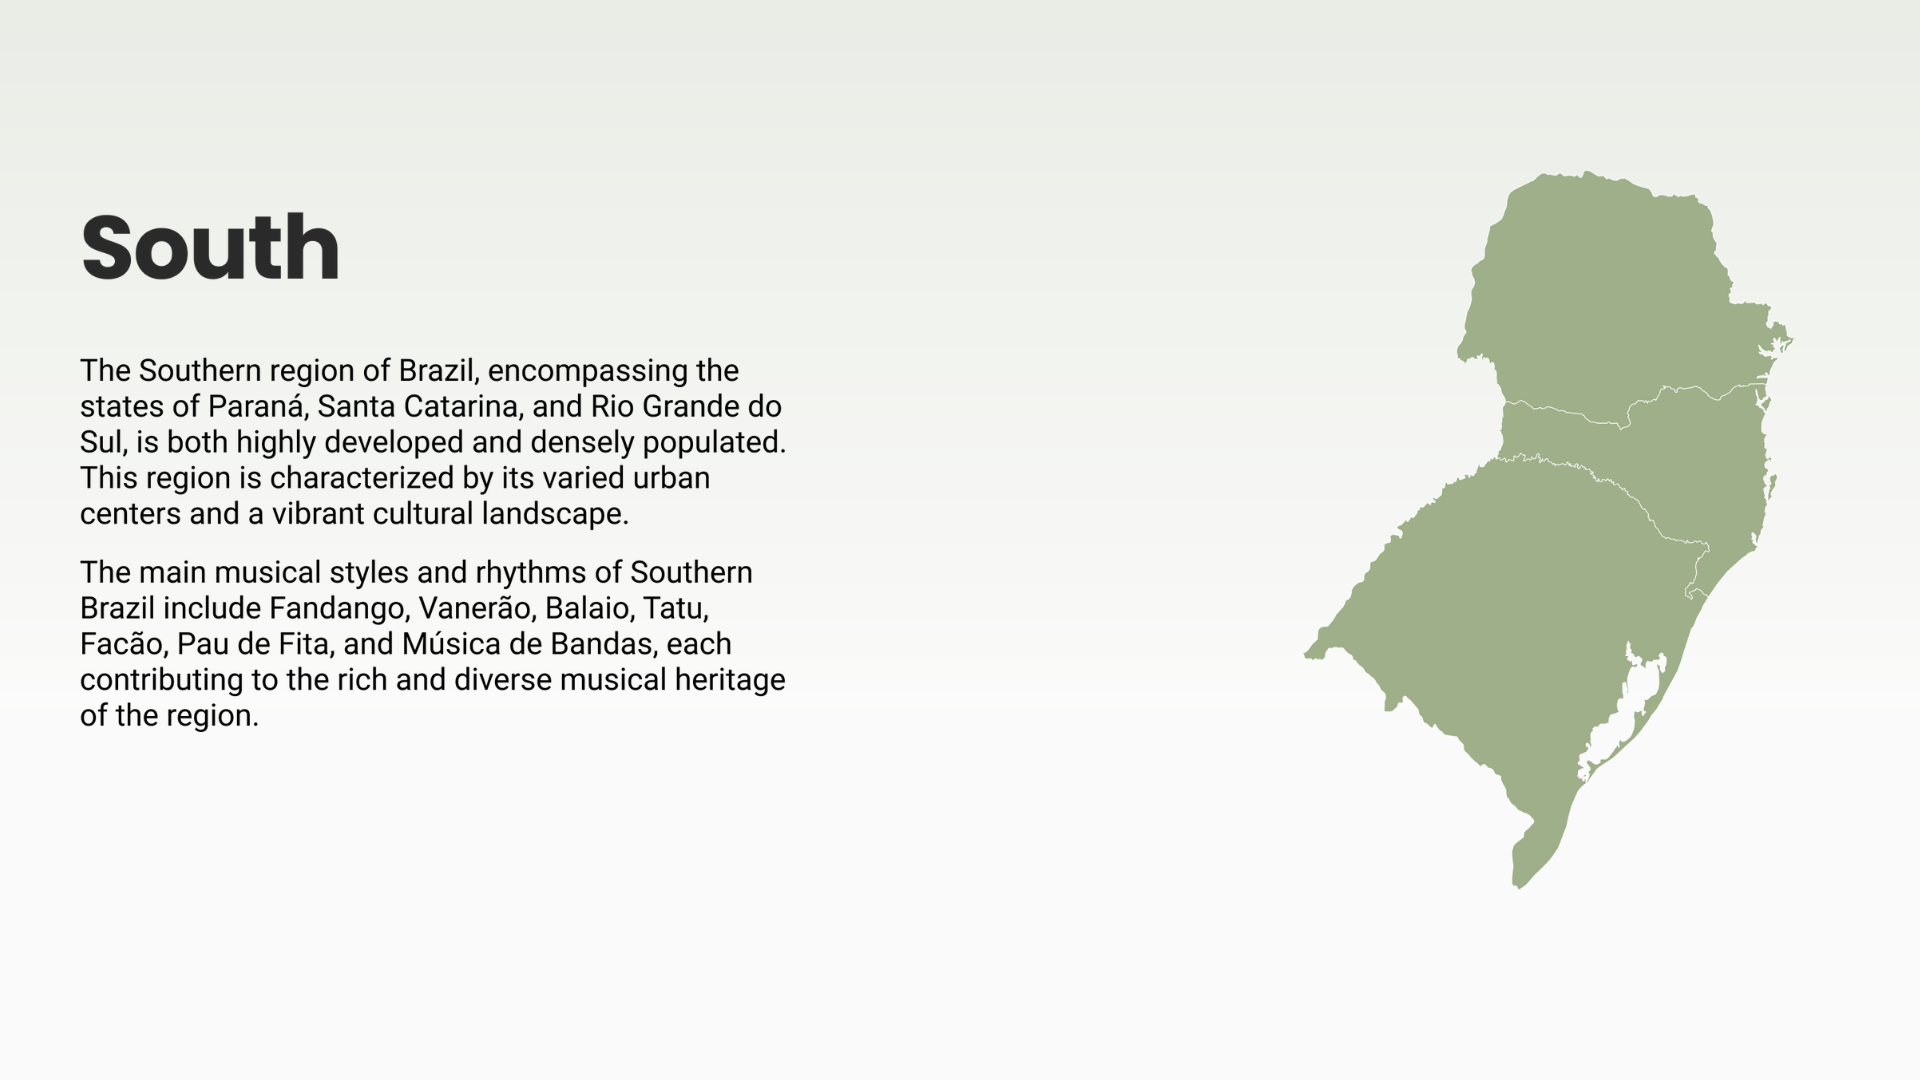 South
The Southern region of Brazil, encompassing the
states of Paraná, Santa Catarina, and Rio Grande do
Sul, is both highly developed and densely populated.
This region is characterized by its varied urban
centers and a vibrant cultural landscape.
The main musical styles and rhythms of Southern
Brazil include Fandango, Vanerão, Balaio, Tatu,
Facão, Pau de Fita, and Música de Bandas, each
contributing to the rich and diverse musical heritage
of the region.